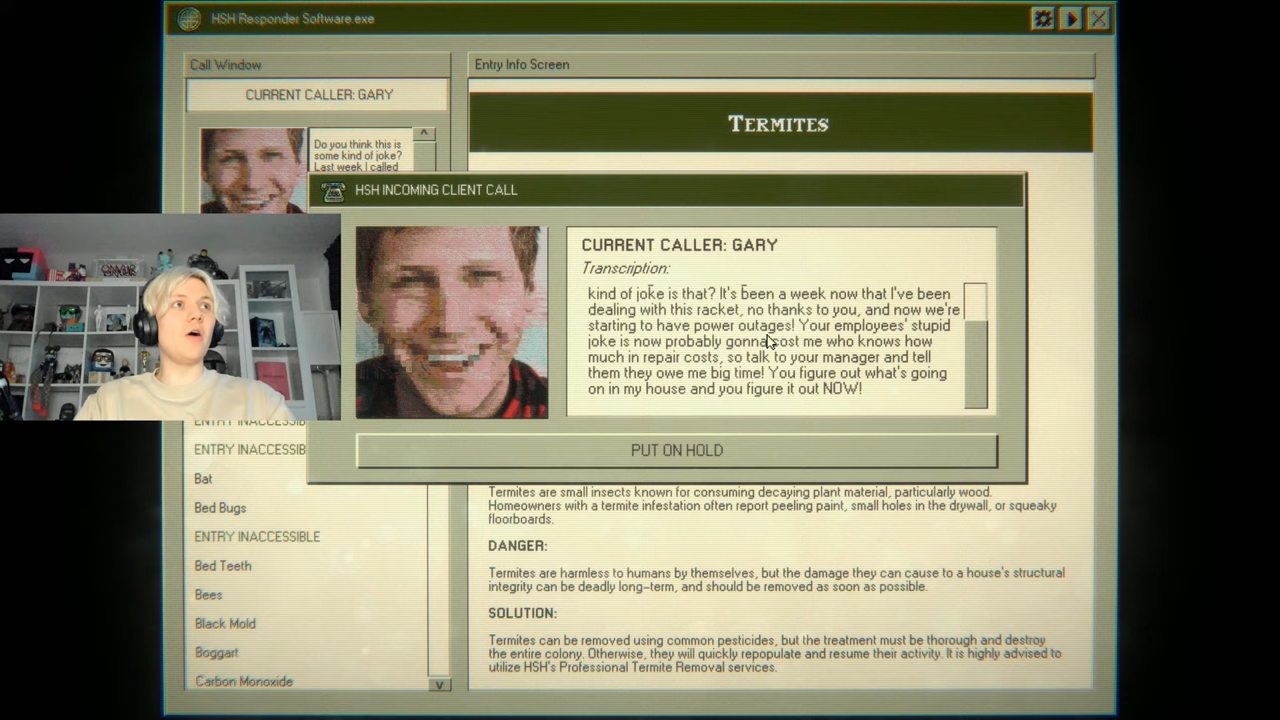 HSH Responder Software.exe
Call Window
Entry Info Screen
CURRENT CALLER: GARY
TERMITES
Do you think this is
some kind of joke?
Last week I called
HSH INCOMING CLIENT CALL
CURRENT CALLER: GARY
Transcription:
kind of joke is that? It's been a week now that I've been
dealing with this racket, no thanks to you, and now we're
starting to have power outages! Your employees' stupid
joke is now probably gonna cost me who knows how
much in repair costs, so talk to your manager and tell
them they owe me big time! You figure out what's going
on in my house and you figure it out NOW!
PUT ON HOLD
ENTRY INACCESSIB
ENTRY INACCESSIB
Bat
Bed Bugs
ENTRY INACCESSIBLE
Bed Teeth
Bees
Black Mold
Boggart
Carbon Monoxide
Termites are small insects known for consuming decaying plant material, particularly wood.
Homeowners with a termite infestation often report peeling paint, small holes in the drywall, or squeaky
floorboards.
DANGER:
Termites are harmless to humans by themselves, but the damage they can cause to a house's structural
integrity can be deadly long-term, and should be removed as soon as possible.
SOLUTION:
Termites can be removed using common pesticides, but the treatment must be thorough and destroy
the entire colony. Otherwise, they will quickly repopulate and resume their activity. It is highly advised to
utilize HSH's Professional Termite Removal services.